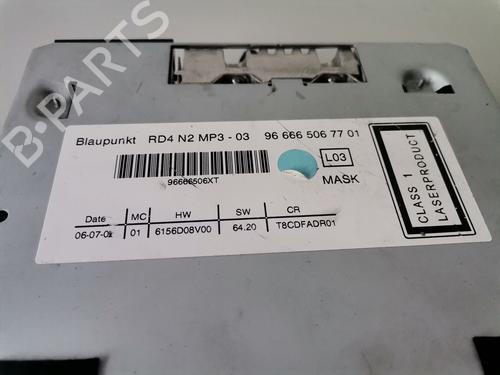 B-PARTS
Blaupunkt RD4 N2 MP3 - 03 96 666 506 77 01
96666506XT
L03
MASK
CLASS 1
LASERPRODUCT
Date MC HW SW CR
01 6156D08V00 64.20 T8CDFADR01